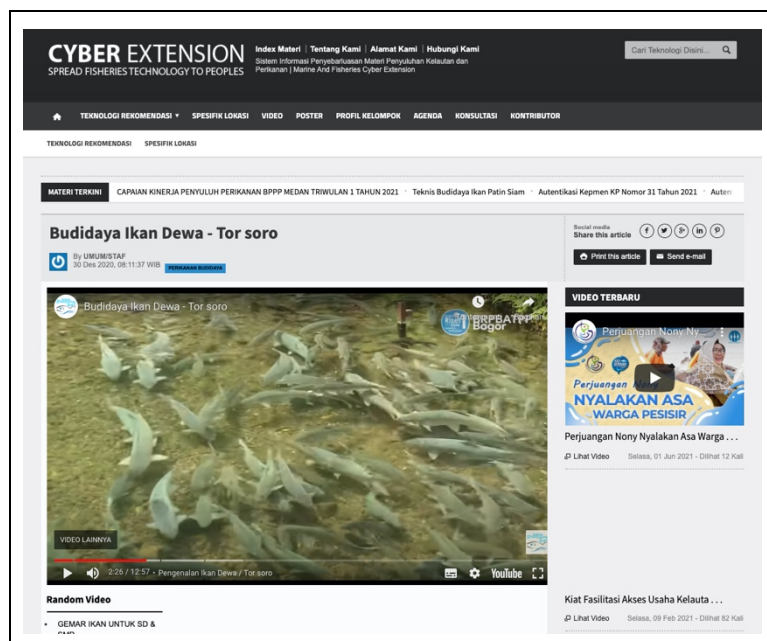 CYBER EXTENSION
SPREAD FISHERIES TECHNOLOGY TO PEOPLES
Index Materi | Tentang Kami | Alamat Kami | Hubungi Kami
Sistem Informasi Penyebarluasan Materi Penyuluhan Kelautan dan
Perikanan | Marine And Fisheries Cyber Extension
Cari Teknologi Disini...
TEKNOLOGI REKOMENDASI SPESIFIK LOKASI VIDEO POSTER PROFIL KELOMPOK AGENDA KONSULTASI KONTRIBUTOR
TEKNOLOGI REKOMENDASI SPESIFIK LOKASI
MATERI TERKINI CAPAIAN KINERJA PENYULUH PERIKANAN BPPP MEDAN TRIWULAN 1 TAHUN 2021 Teknis Budidaya Ikan Patin Siam Autentikasi Kepmen KP Nomor 31 Tahun 2021 Auten
Budidaya Ikan Dewa - Tor soro
By UMUM/STAF
30 Des 2020, 08:11:37 WIB PERIKANAN BUDIDAYA
Social media
Share this article
Print this article Send e-mail
Budidaya Ikan Dewa - Tor soro
Bogor
VIDEO LAINNYA
2:26 / 12:57 • Pengenalan Ikan Dewa / Tor soro
YouTube
VIDEO TERBARU
Perjuangan Nony Ny...
Perjuangan Nony
NYALAKAN ASA
WARGA PESISIR
Perjuangan Nony Nyalakan Asa Warga . . .
Lihat Video Selasa, 01 Jun 2021 - Dilihat 12 Kali
Random Video
GEMAR IKAN UNTUK SD &
Kiat Fasilitasi Akses Usaha Kelauta . . .
Lihat Video Selasa, 09 Feb 2021 - Dilihat 82 Kali